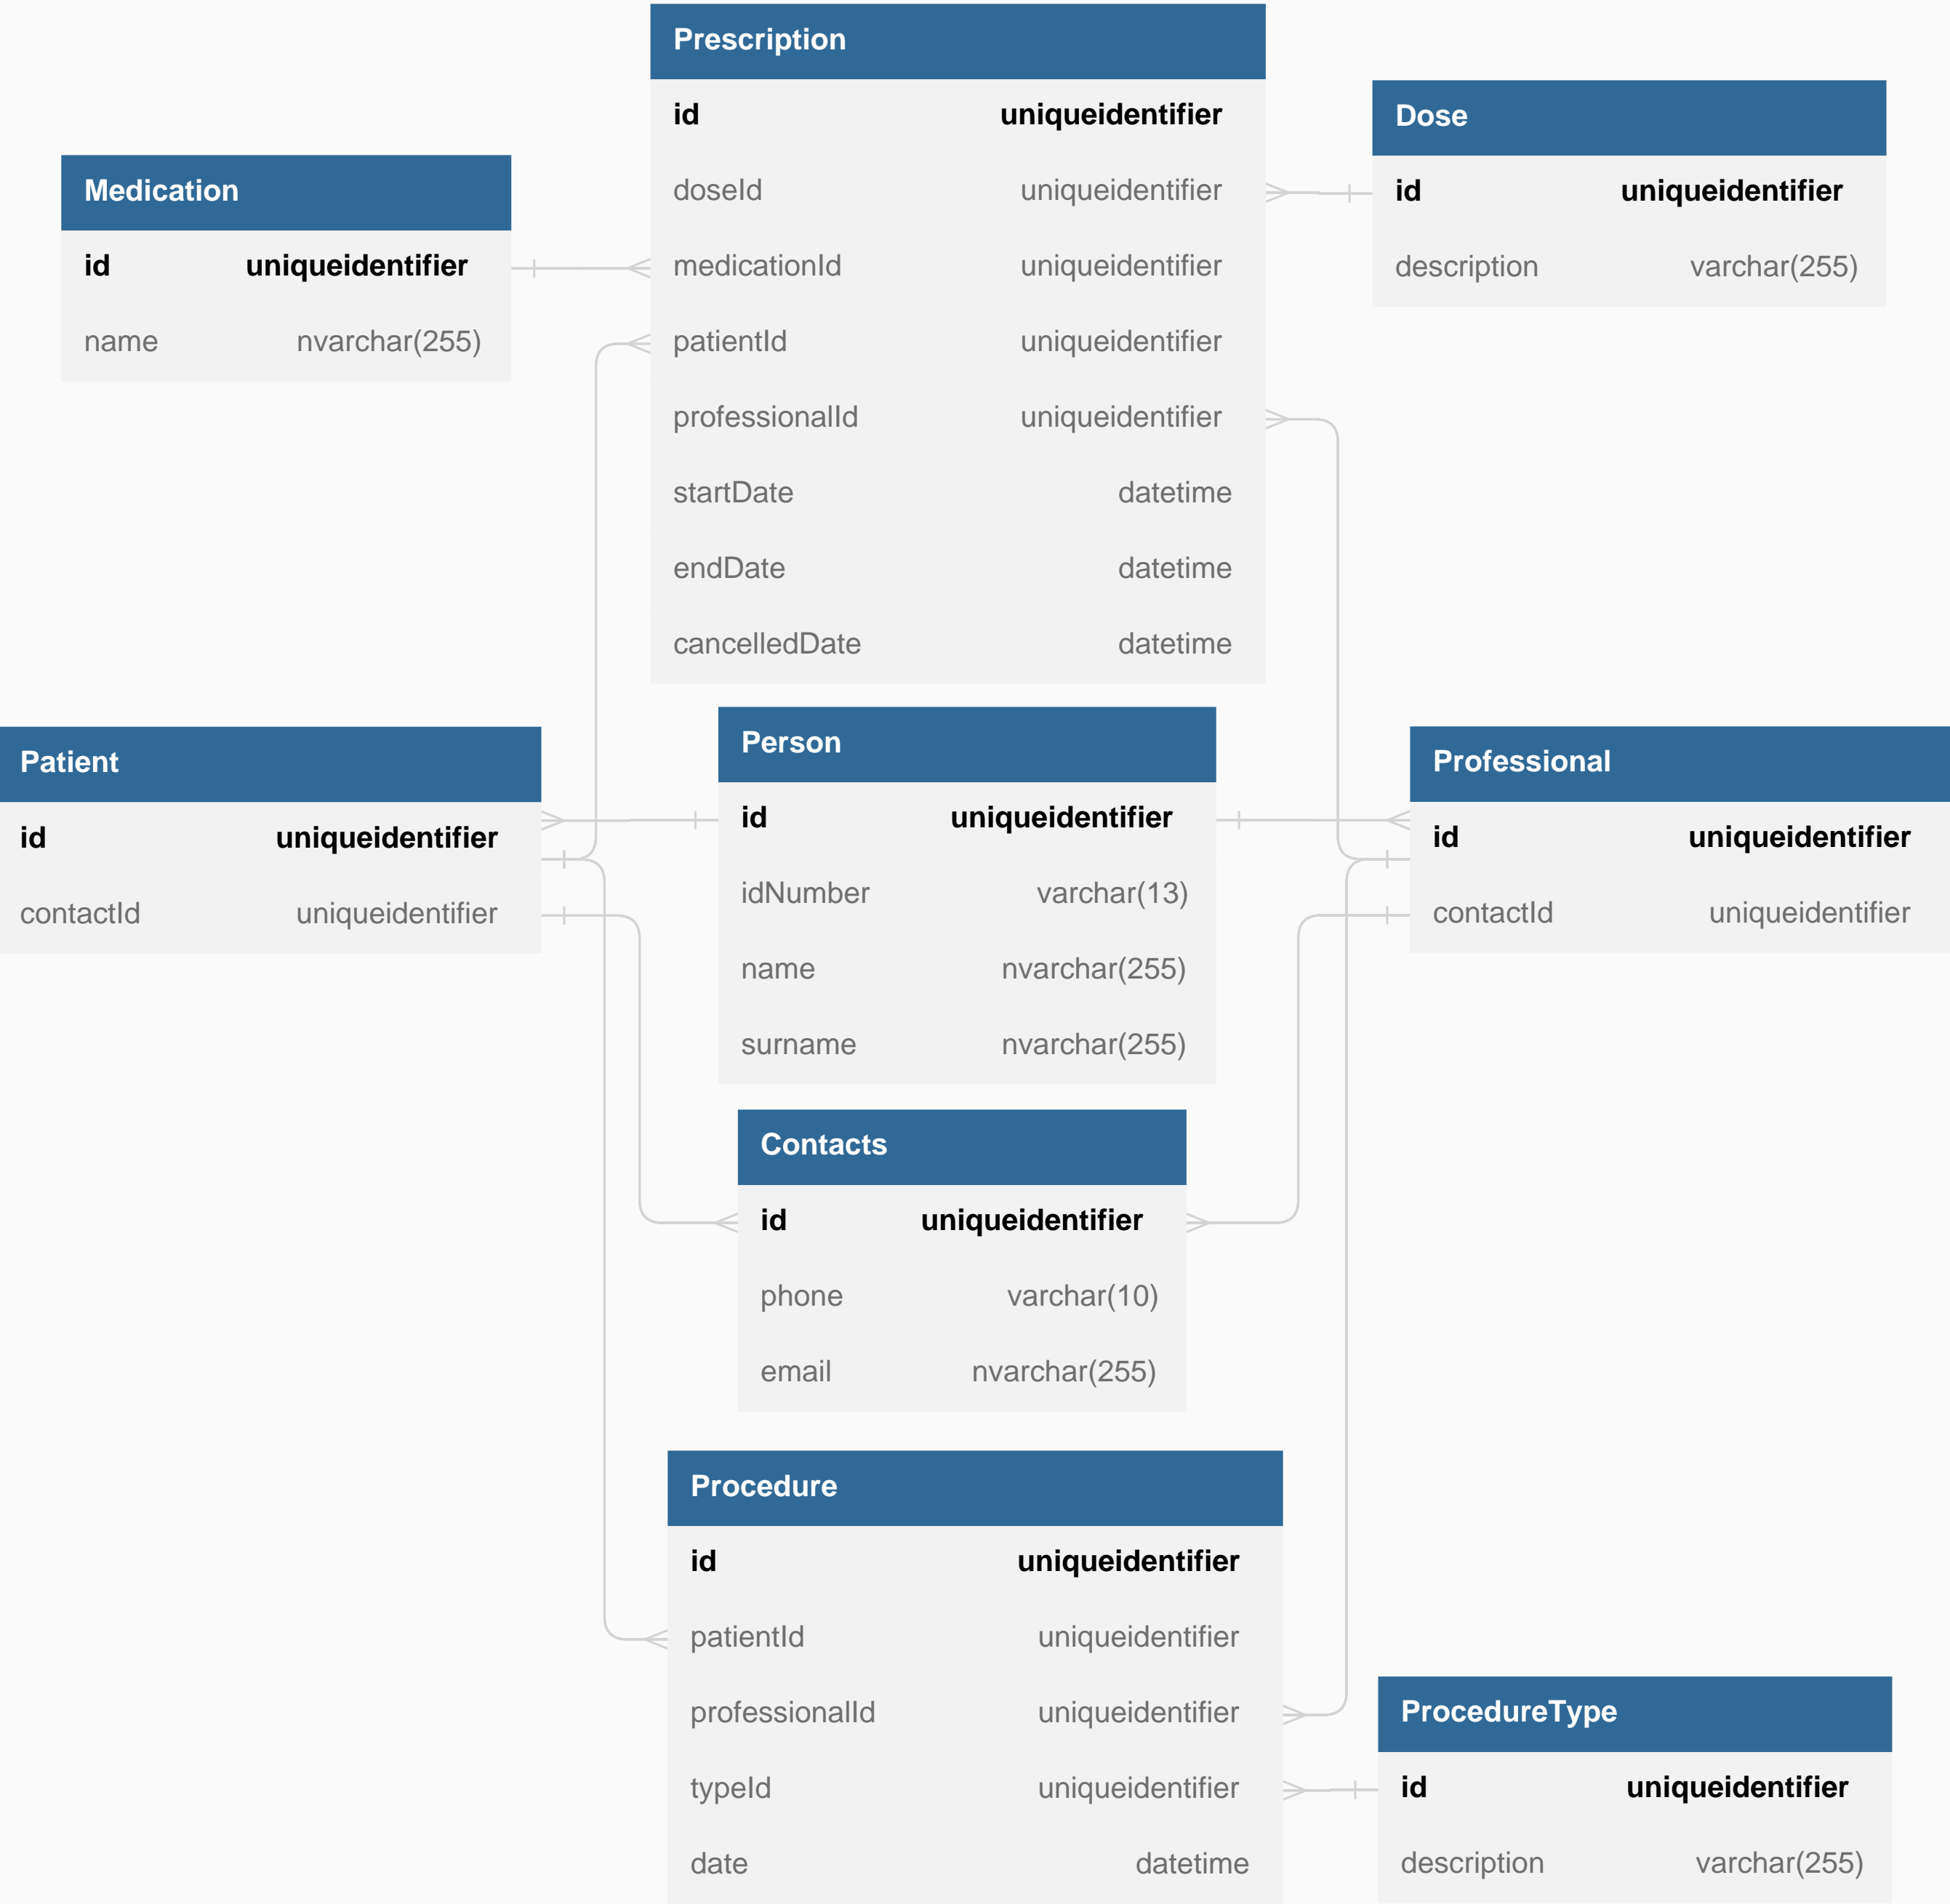 Prescription
id uniqueidentifier
doseId uniqueidentifier
medicationId uniqueidentifier
patientId uniqueidentifier
professionalId uniqueidentifier
startDate datetime
endDate datetime
cancelledDate datetime
Dose
id uniqueidentifier
description varchar(255)
Medication
id uniqueidentifier
name nvarchar(255)
Patient
id uniqueidentifier
contactId uniqueidentifier
Person
id uniqueidentifier
idNumber varchar(13)
name nvarchar(255)
surname nvarchar(255)
Professional
id uniqueidentifier
contactId uniqueidentifier
Contacts
id uniqueidentifier
phone varchar(10)
email nvarchar(255)
Procedure
id uniqueidentifier
patientId uniqueidentifier
professionalId uniqueidentifier
typeId uniqueidentifier
date datetime
ProcedureType
id uniqueidentifier
description varchar(255)